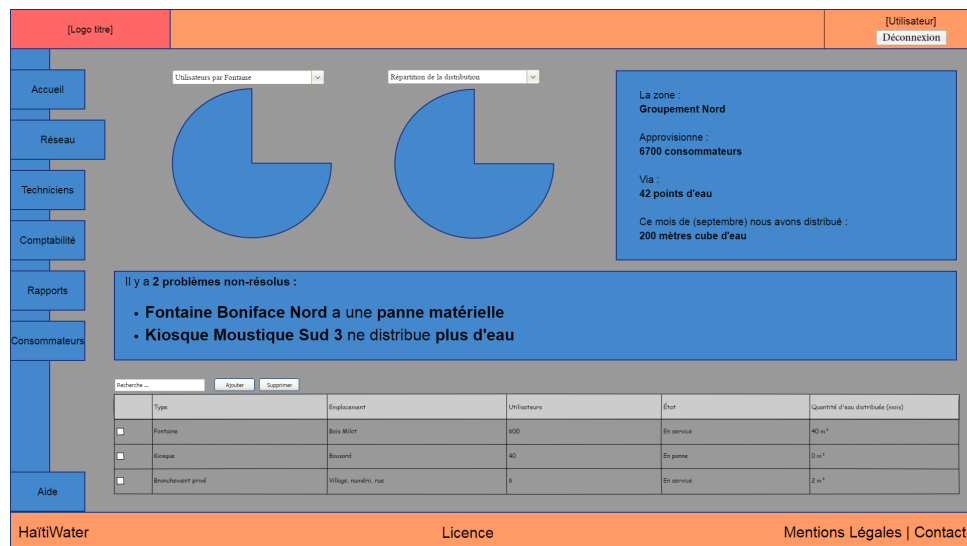 [Logo titre]
[Utilisateur]
Déconnexion
Accueil
Réseau
Techniciens
Comptabilité
Rapports
Consommateurs
Aide
Utilisateurs par Fontaine
Répartition de la distribution
La zone :
Groupement Nord
Approvisionne :
6700 consommateurs
Via :
42 points d'eau
Ce mois de (septembre) nous avons distribué :
200 mètres cube d'eau
Il y a 2 problèmes non-résolus :
• Fontaine Boniface Nord a une panne matérielle
• Kiosque Moustique Sud 3 ne distribue plus d'eau
Recherche ... Ajouter Supprimer
Type Emplacement Utilisateurs État Quantité d'eau distribuée (mois)
Fontaine Bois Milot 600 En service 40 m³
Kiosque Bouvard 40 En panne 0 m³
Branchement privé Village, numéro, rue 6 En service 2 m³
HaïtiWater Licence Mentions Légales | Contact